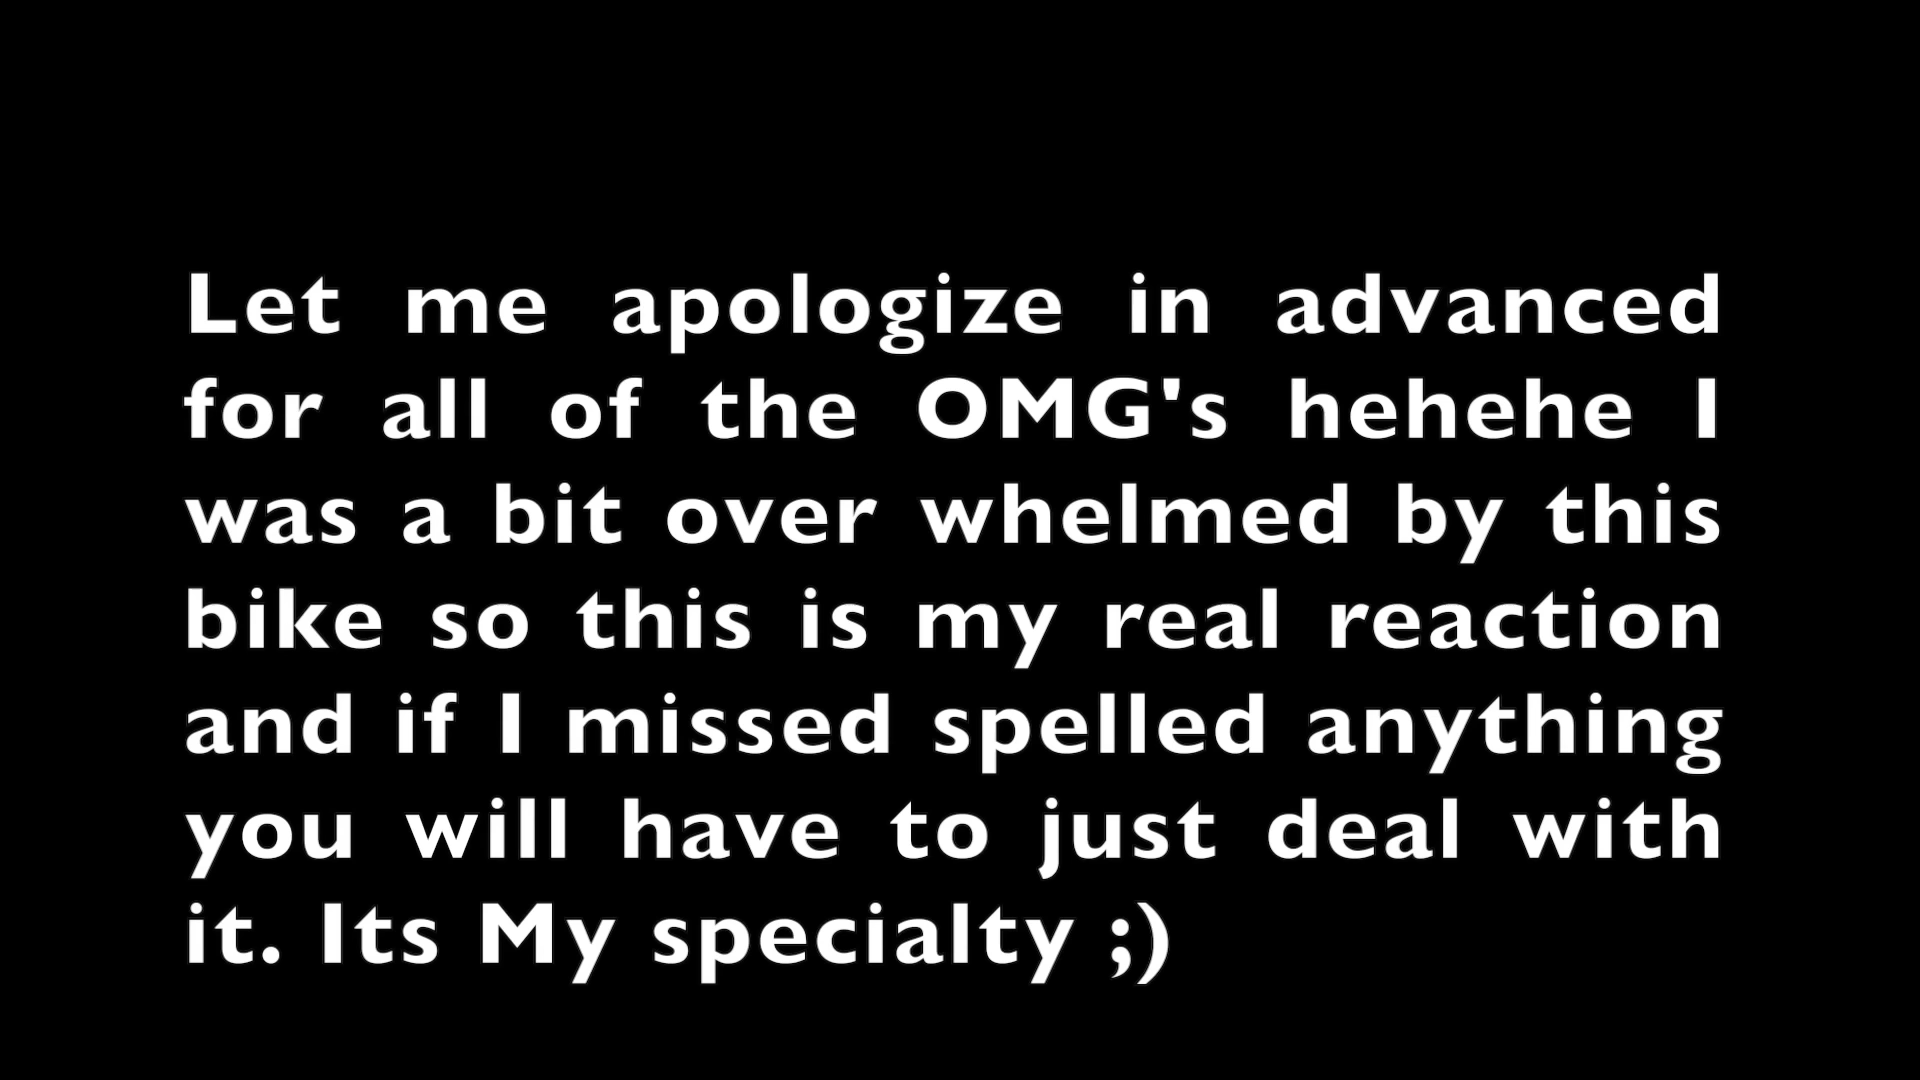 Let me apologize in advanced
for all of the OMG's hehehe I
was a bit over whelmed by this
bike so this is my real reaction
and if I missed spelled anything
you will have to just deal with
it. Its My specialty ;)